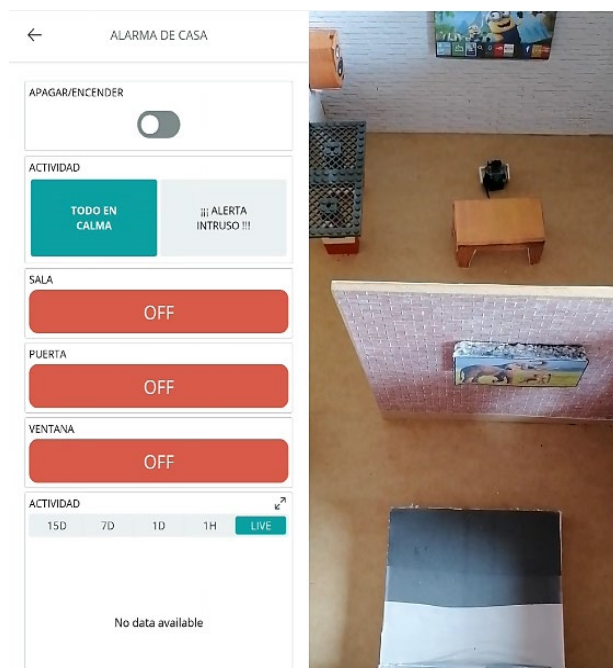 ALARMA DE CASA
APAGAR/ENCENDER
ACTIVIDAD
TODO EN
CALMA
¡¡¡ ALERTA
INTRUSO !!!
SALA
OFF
PUERTA
OFF
VENTANA
OFF
ACTIVIDAD
15D 7D 1D 1H LIVE
No data available